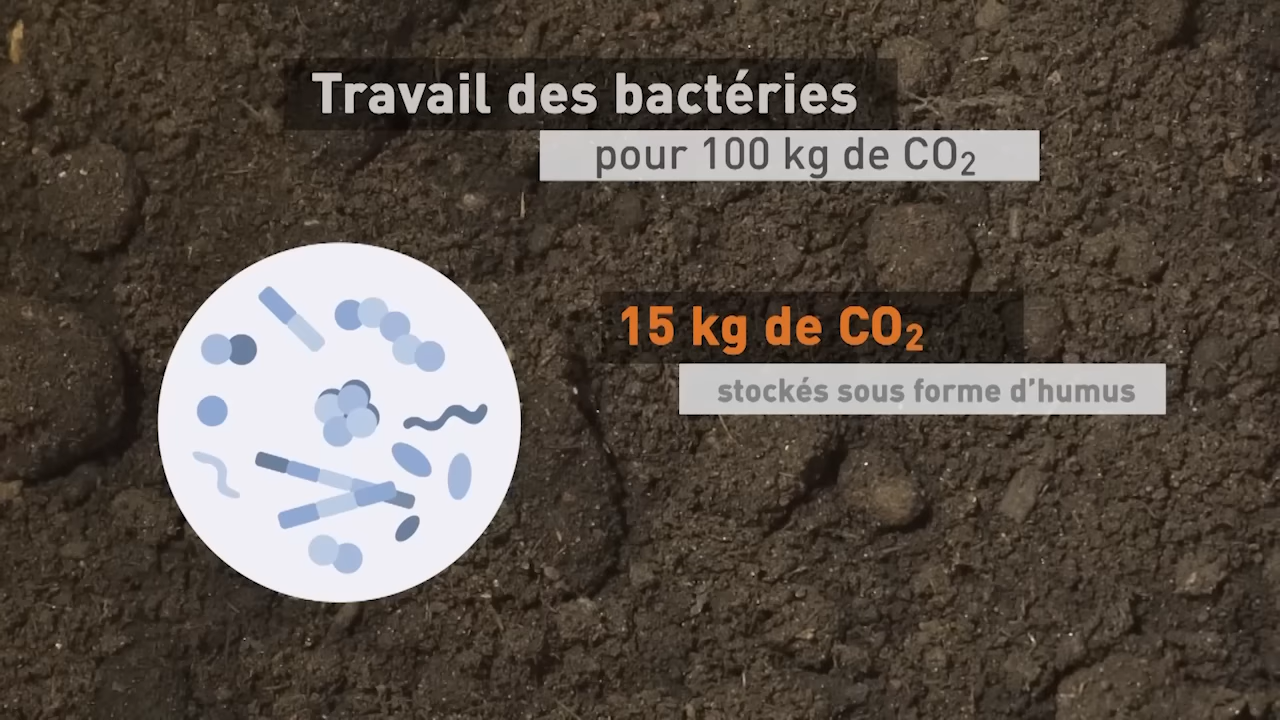 Travail des bactéries
pour 100 kg de CO₂
15 kg de CO₂
stockés sous forme d’humus